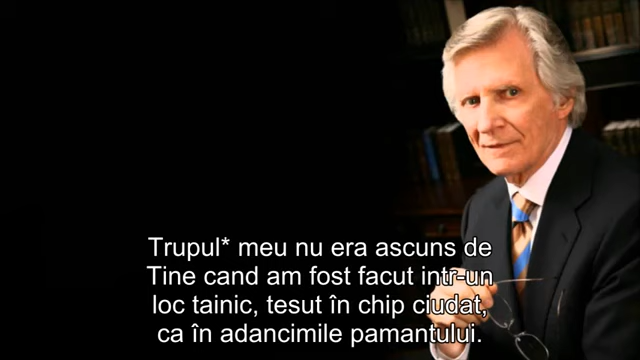 Trupul* meu nu era ascuns de
Tine cand am fost facut intr-un
loc tainic, tesut în chip ciudat,
ca în adancimile pamantului.